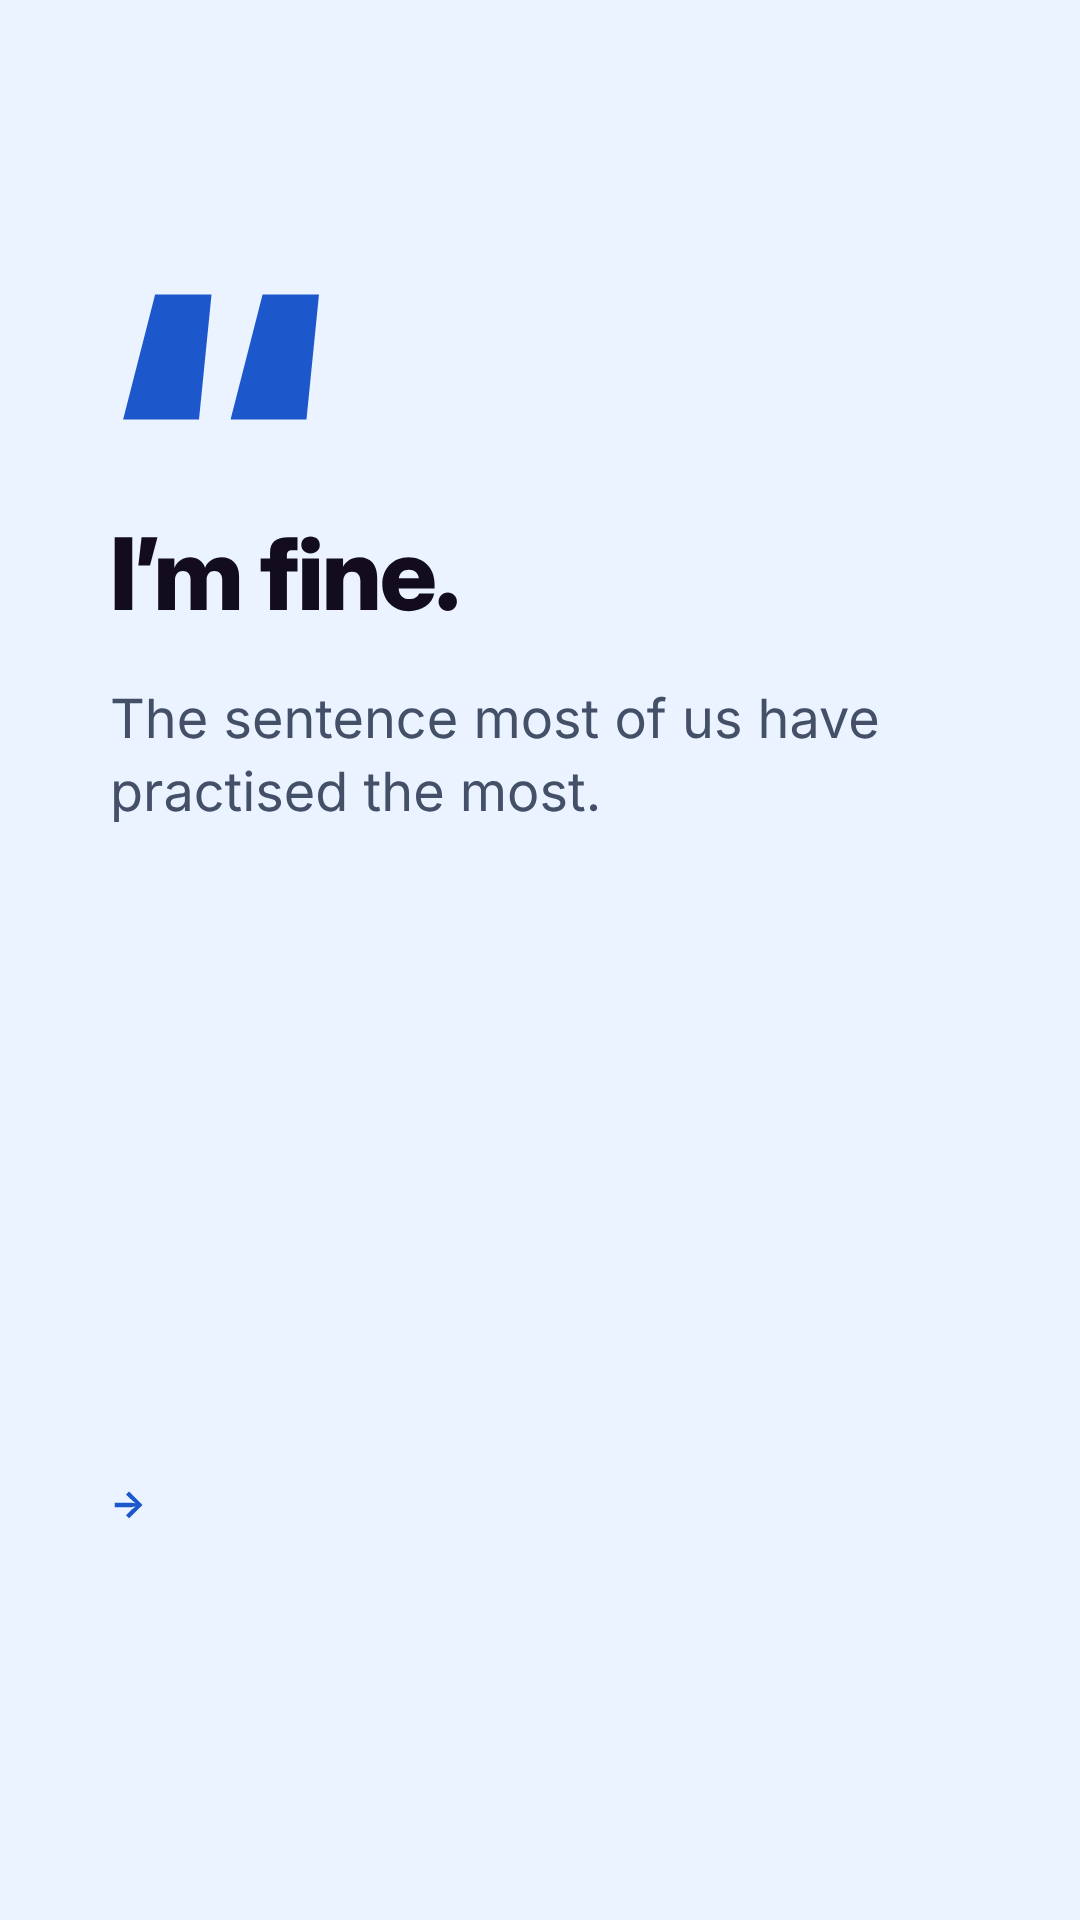 "
I'm fine.
The sentence most of us have
practised the most.
→